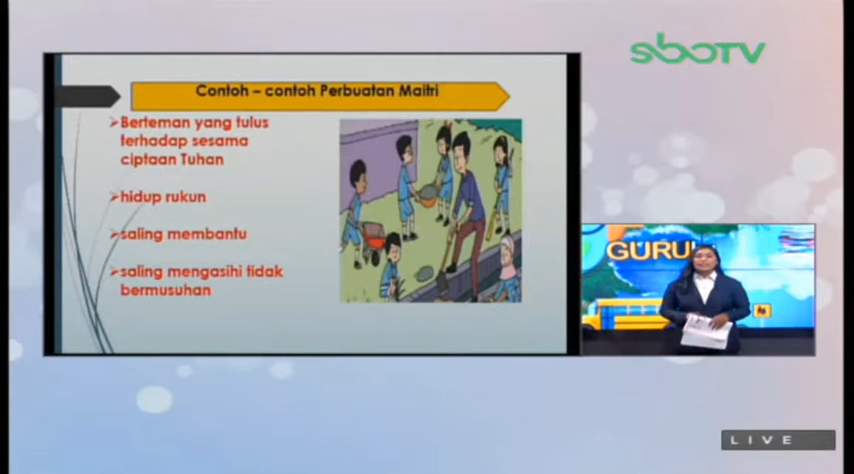 sboTV
Contoh – contoh Perbuatan Maitri
Berteman yang tulus
terhadap sesama
ciptaan Tuhan
hidup rukun
saling membantu
saling mengasihi tidak
bermusuhan
GURUKU
LIVE